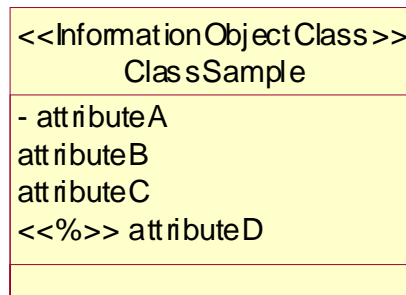 <<InformationObjectClass>>
ClassSample
- attributeA
attributeB
attributeC
<<%>> attributeD